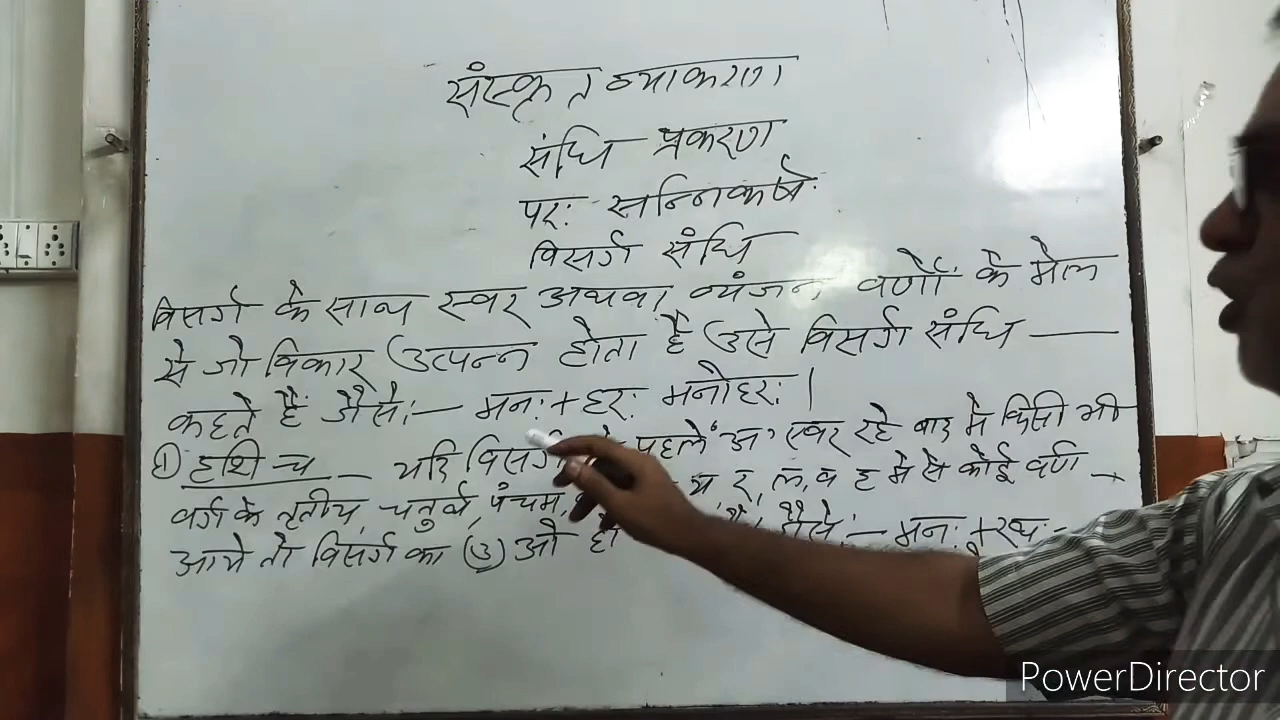 संस्कृत व्याकरण
संधि प्रकरण
परः सन्निकर्षः
विसर्ग संधि
विसर्ग के साथ स्वर अथवा व्यंजन वर्णों के मेल
से जो विकार उत्पन्न होता है उसे विसर्ग संधि —
कहते हैं जैसे:— मनः + हरः मनोहरः।
① हशि च — यदि विसर्ग पहले 'अ' स्वर रहे बाद मे किसी भी
वर्ग के तृतीय, चतुर्थ, पंचम, य, र, ल, व ह मे से कोई वर्ण —
आये तो विसर्ग का (उ) ओ हो जैसे:— मनः + रथः-
PowerDirector